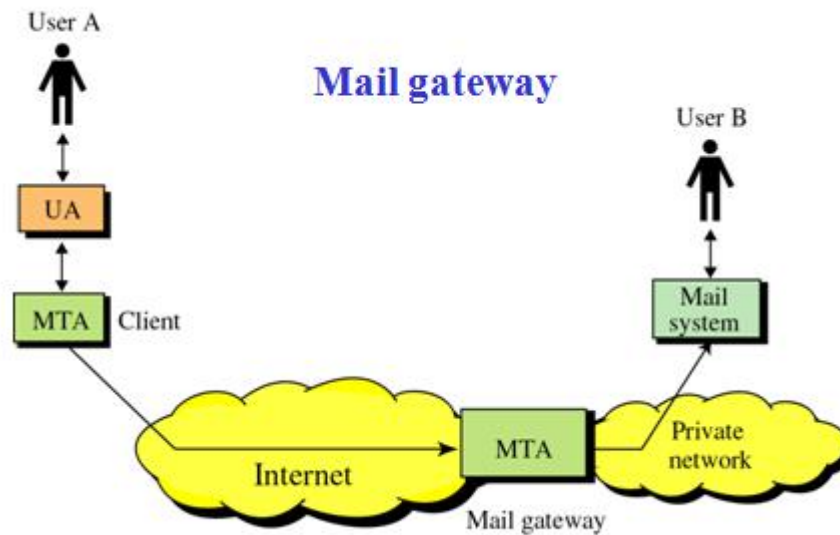 User A
Mail gateway
User B
UA
MTA
Client
Mail
system
Internet
MTA
Private
network
Mail gateway